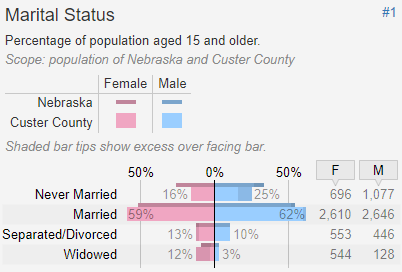 Marital Status #1
Percentage of population aged 15 and older.
Scope: population of Nebraska and Custer County
Female Male
Nebraska
Custer County
Shaded bar tips show excess over facing bar.
50% 0% 50% F M
Never Married 16% 25% 696 1,077
Married 59% 62% 2,610 2,646
Separated/Divorced 13% 10% 553 446
Widowed 12% 3% 544 128